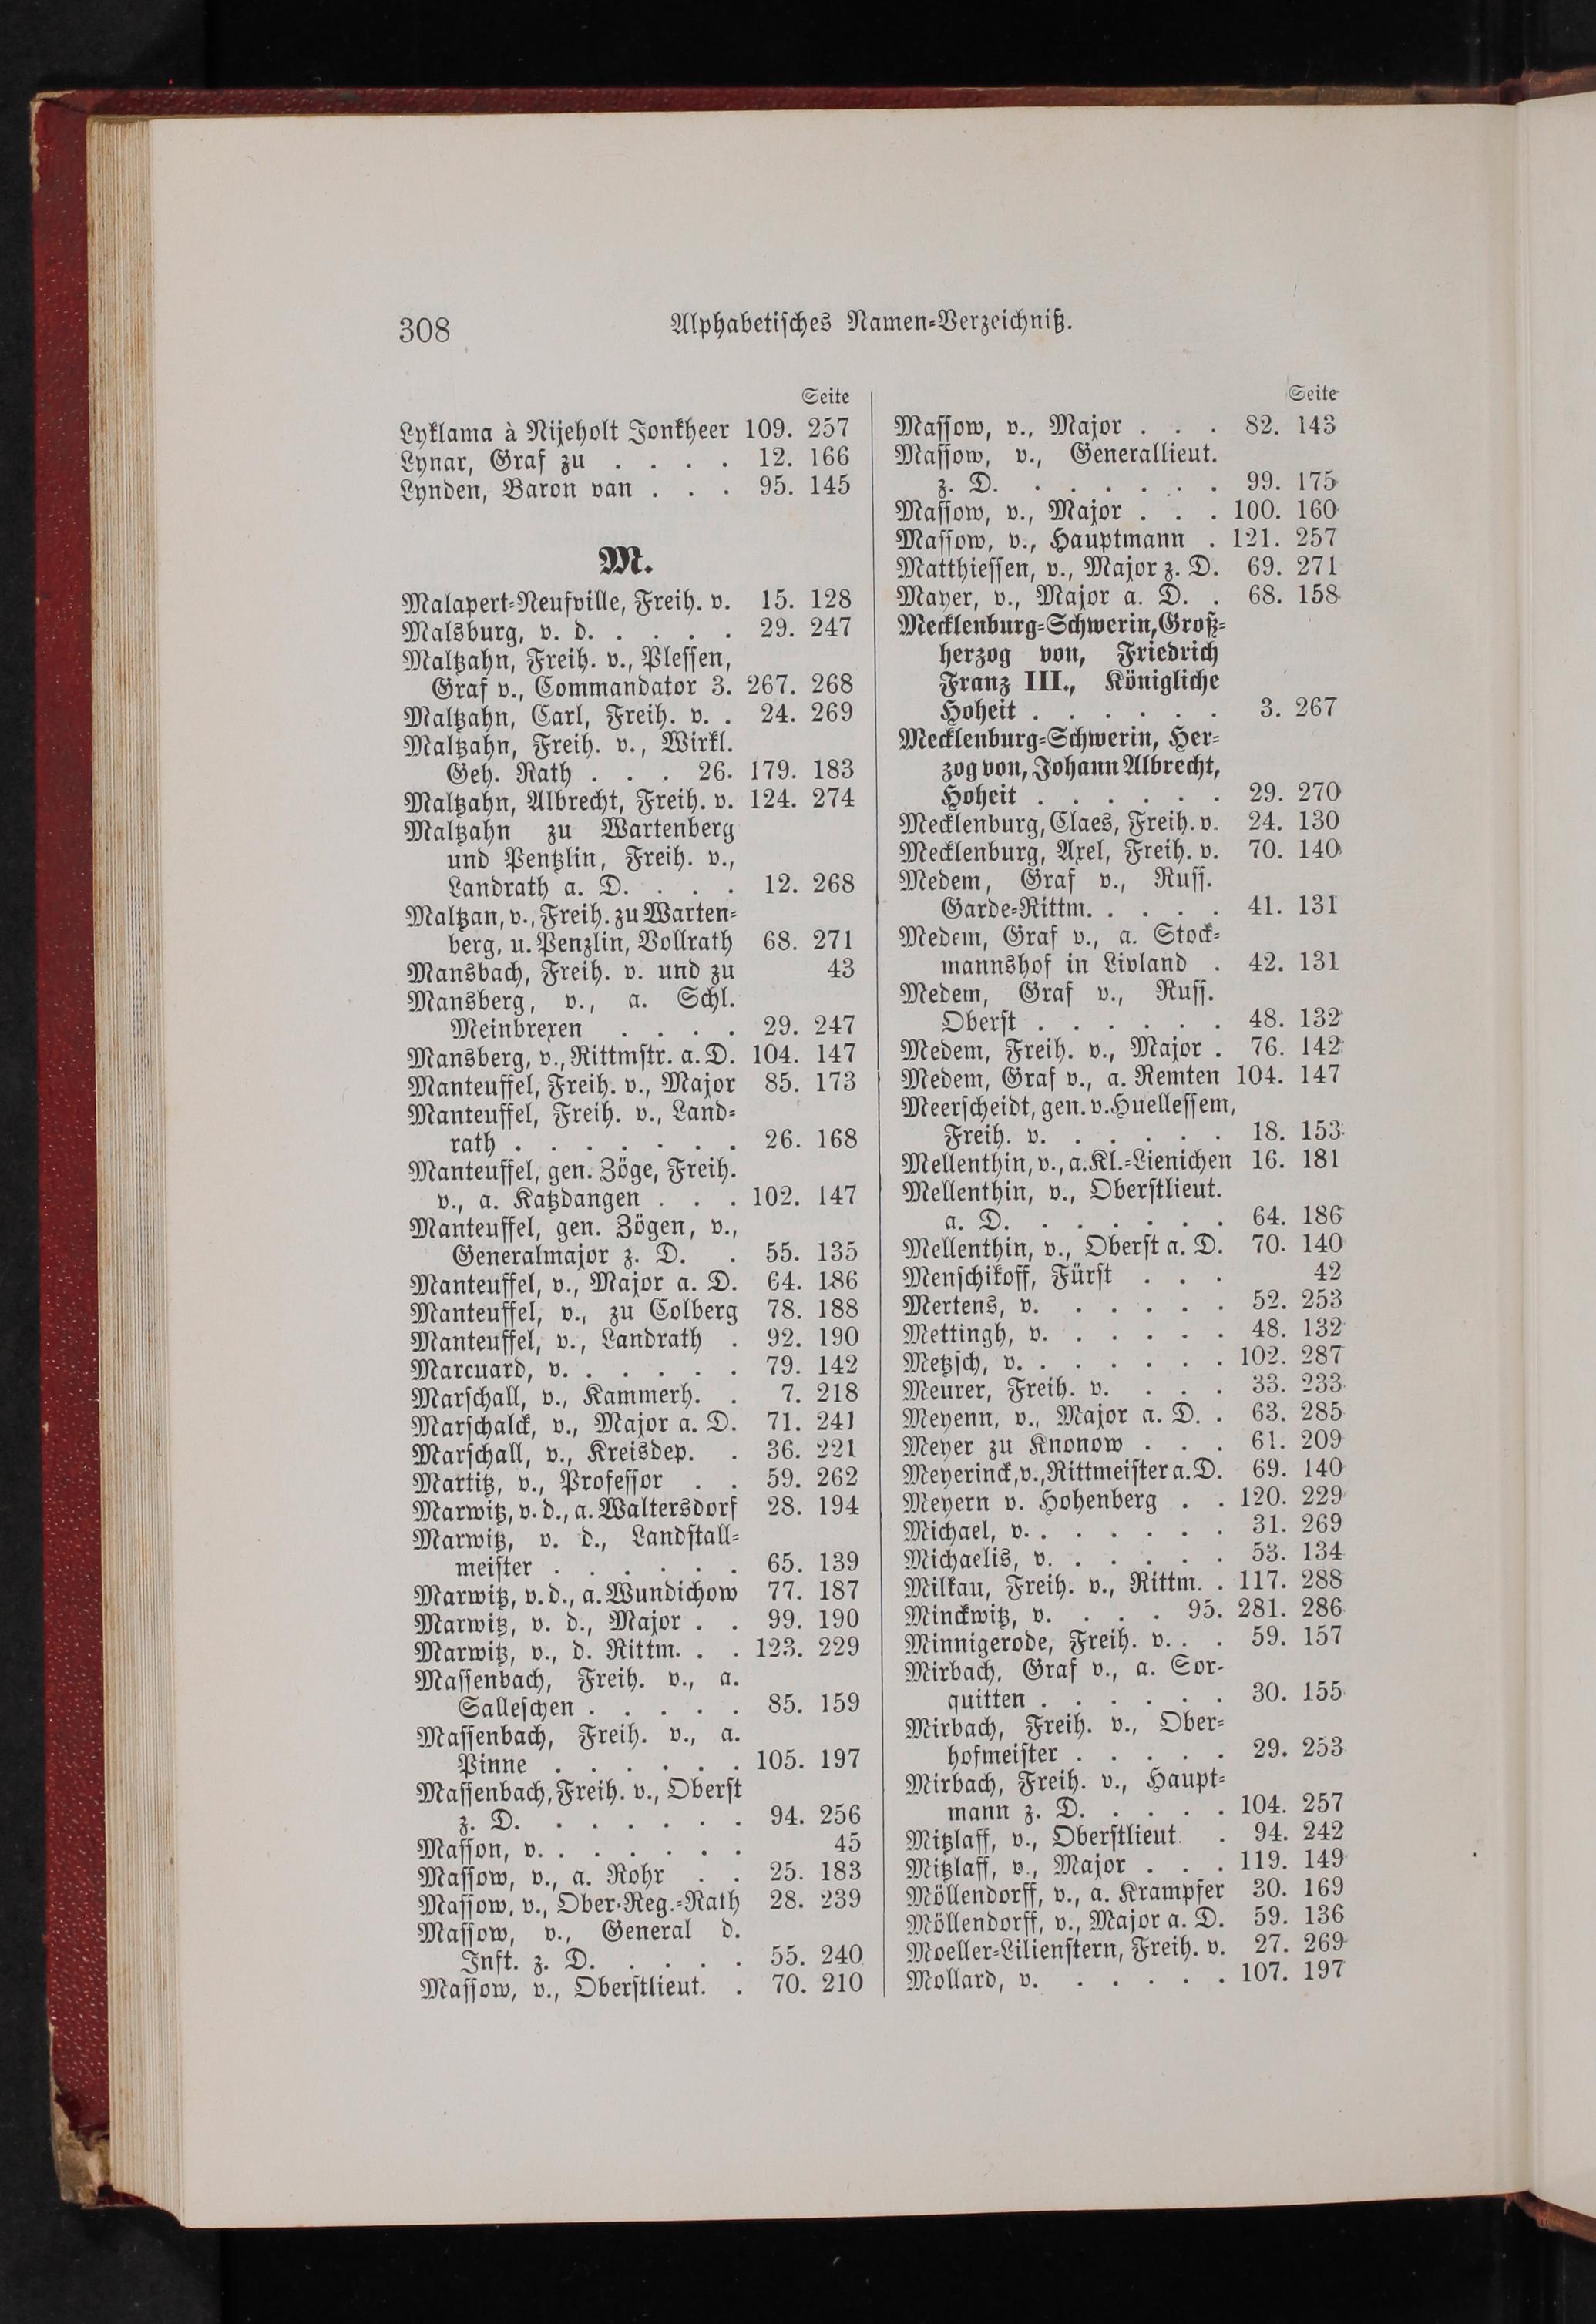 308 Alphabetisches Namen-Verzeichniß.
Seite
Lyklama à Nijeholt Jonkheer 109. 257
Lynar, Graf zu . . . . 12. 166
Lynden, Baron van . . . 95. 145
M.
Malapert-Neufville, Freih. v. 15. 128
Malsburg, v. d. . . . . . 29. 247
Maltzahn, Freih. v., Plessen,
Graf v., Commandator 3. 267. 268
Maltzahn, Carl, Freih. v. . 24. 269
Maltzahn, Freih. v., Wirkl.
Geh. Rath . . . 26. 179. 183
Maltzahn, Albrecht, Freih. v. 124. 274
Maltzahn zu Wartenberg
und Pentzlin, Freih. v.,
Landrath a. D. . . . . 12. 268
Maltzan, v., Freih. zu Warten-
berg, u. Penzlin, Vollrath 68. 271
Mansbach, Freih. v. und zu 43
Mansberg, v., a. Schl.
Meinbrexen . . . . 29. 247
Mansberg, v., Rittmstr. a. D. 104. 147
Manteuffel, Freih. v., Major 85. 173
Manteuffel, Freih. v., Land-
rath . . . . . . . 26. 168
Manteuffel, gen. Zöge, Freih.
v., a. Katzdangen . . . 102. 147
Manteuffel, gen. Zögen, v.,
Generalmajor z. D. . 55. 135
Manteuffel, v., Major a. D. 64. 186
Manteuffel, v., zu Colberg 78. 188
Manteuffel, v., Landrath . 92. 190
Marcuard, v. . . . . . . 79. 142
Marschall, v., Kammerh. . 7. 218
Marschalck, v., Major a. D. 71. 241
Marschall, v., Kreisdep. . 36. 221
Martitz, v., Professor . . 59. 262
Marwitz, v. d., a. Waltersdorf 28. 194
Marwitz, v. d., Landstall-
meister . . . . . . 65. 139
Marwitz, v. d., a. Wundichow 77. 187
Marwitz, v. d., Major . . 99. 190
Marwitz, v., d. Rittm. . . 123. 229
Massenbach, Freih. v., a.
Salleschen . . . . . 85. 159
Massenbach, Freih. v., a.
Pinne . . . . . . 105. 197
Massenbach, Freih. v., Oberst
z. D. . . . . . . . 94. 256
Masson, v. . . . . . . . 45
Massow, v., a. Rohr . . 25. 183
Massow, v., Ober-Reg.-Rath 28. 239
Massow, v., General d.
Inft. z. D. . . . . . 55. 240
Massow, v., Oberstlieut. . 70. 210
Seite
Massow, v., Major . . . 82. 143
Massow, v., Generallieut.
z. D. . . . . . . . 99. 175
Massow, v., Major . . . 100. 160
Massow, v., Hauptmann . 121. 257
Matthiessen, v., Major z. D. 69. 271
Mayer, v., Major a. D. . 68. 158
Mecklenburg-Schwerin, Groß-
herzog von, Friedrich
Franz III., Königliche
Hoheit . . . . . . 3. 267
Mecklenburg-Schwerin, Her-
zog von, Johann Albrecht,
Hoheit . . . . . . 29. 270
Mecklenburg, Claes, Freih. v. 24. 130
Mecklenburg, Axel, Freih. v. 70. 140
Medem, Graf v., Russ.
Garde-Rittm. . . . . 41. 131
Medem, Graf v., a. Stock-
mannshof in Livland . 42. 131
Medem, Graf v., Russ.
Oberst . . . . . . 48. 132
Medem, Freih. v., Major . 76. 142
Medem, Graf v., a. Remten 104. 147
Meerscheidt, gen. v. Huellessem,
Freih. v. . . . . . . 18. 153
Mellenthin, v., a. Kl.-Lienichen 16. 181
Mellenthin, v., Oberstlieut.
a. D. . . . . . . . 64. 186
Mellenthin, v., Oberst a. D. 70. 140
Menschikoff, Fürst . . . 42
Mertens, v. . . . . . 52. 253
Mettingh, v. . . . . . . 48. 132
Metzsch, v. . . . . . . . 102. 287
Meurer, Freih. v. . . . . 33. 233
Meyenn, v., Major a. D. . 63. 285
Meyer zu Knonow . . . 61. 209
Meyerinck, v., Rittmeister a. D. 69. 140
Meyern v. Hohenberg . . 120. 229
Michael, v. . . . . . . . 31. 269
Michaelis, v. . . . . . . 53. 134
Milkau, Freih. v., Rittm. . 117. 288
Minckwitz, v. . . . . 95. 281. 286
Minnigerode, Freih. v. . . 59. 157
Mirbach, Graf v., a. Sor-
quitten . . . . . . 30. 155
Mirbach, Freih. v., Ober-
hofmeister . . . . . 29. 253
Mirbach, Freih. v., Haupt-
mann z. D. . . . . . 104. 257
Mitzlaff, v., Oberstlieut. . 94. 242
Mitzlaff, v., Major . . . 119. 149
Möllendorff, v., a. Krampfer 30. 169
Möllendorff, v., Major a. D. 59. 136
Moeller-Lilienstern, Freih. v. 27. 269
Mollard, v. . . . . . . 107. 197